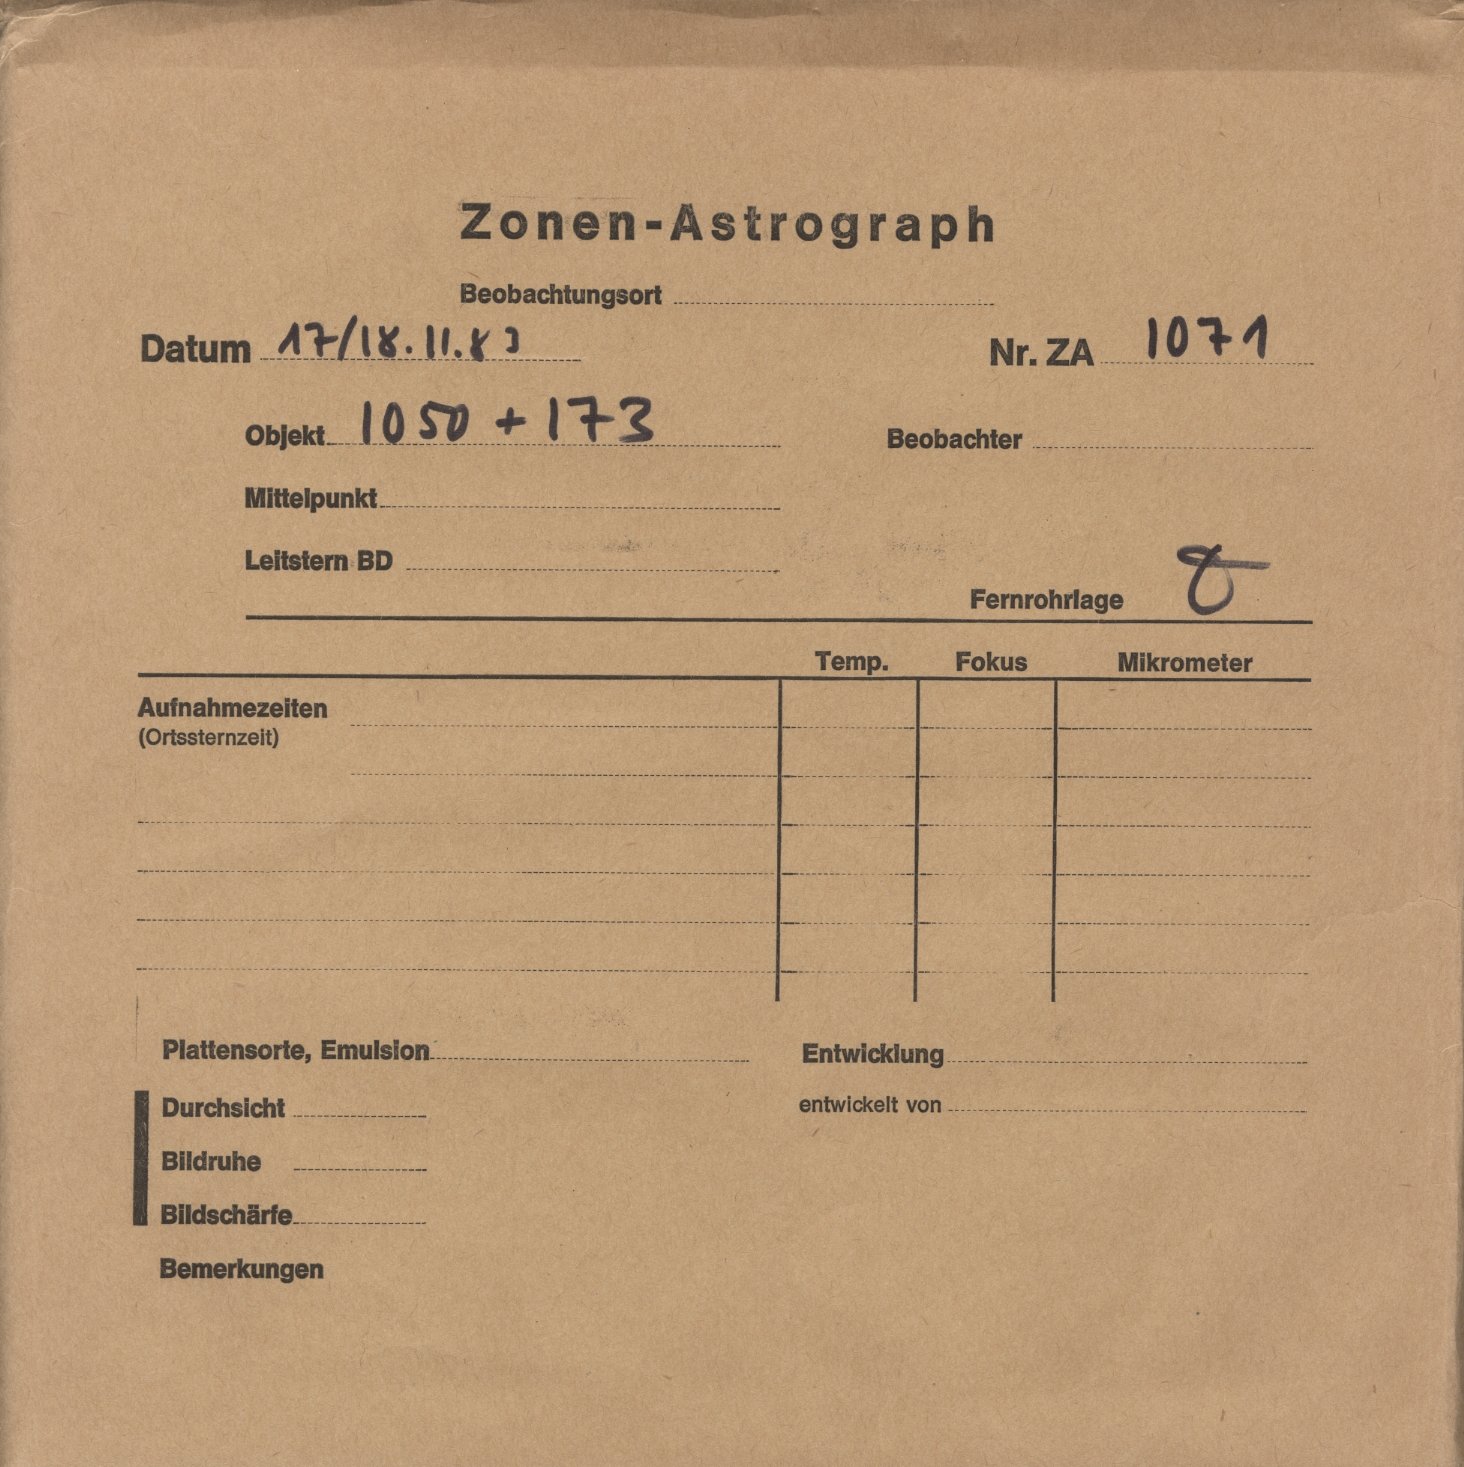 Zonen-Astrograph
Beobachtungsort
Datum 17/18.11.83
Nr. ZA 1071
Objekt 1050 + 173
Beobachter
Mittelpunkt
Leitstern BD
Fernrohrlage
Temp. Fokus Mikrometer
Aufnahmezeiten
(Ortssternzeit)
Plattensorte, Emulsion
Entwicklung
Durchsicht
entwickelt von
Bildruhe
Bildschärfe
Bemerkungen